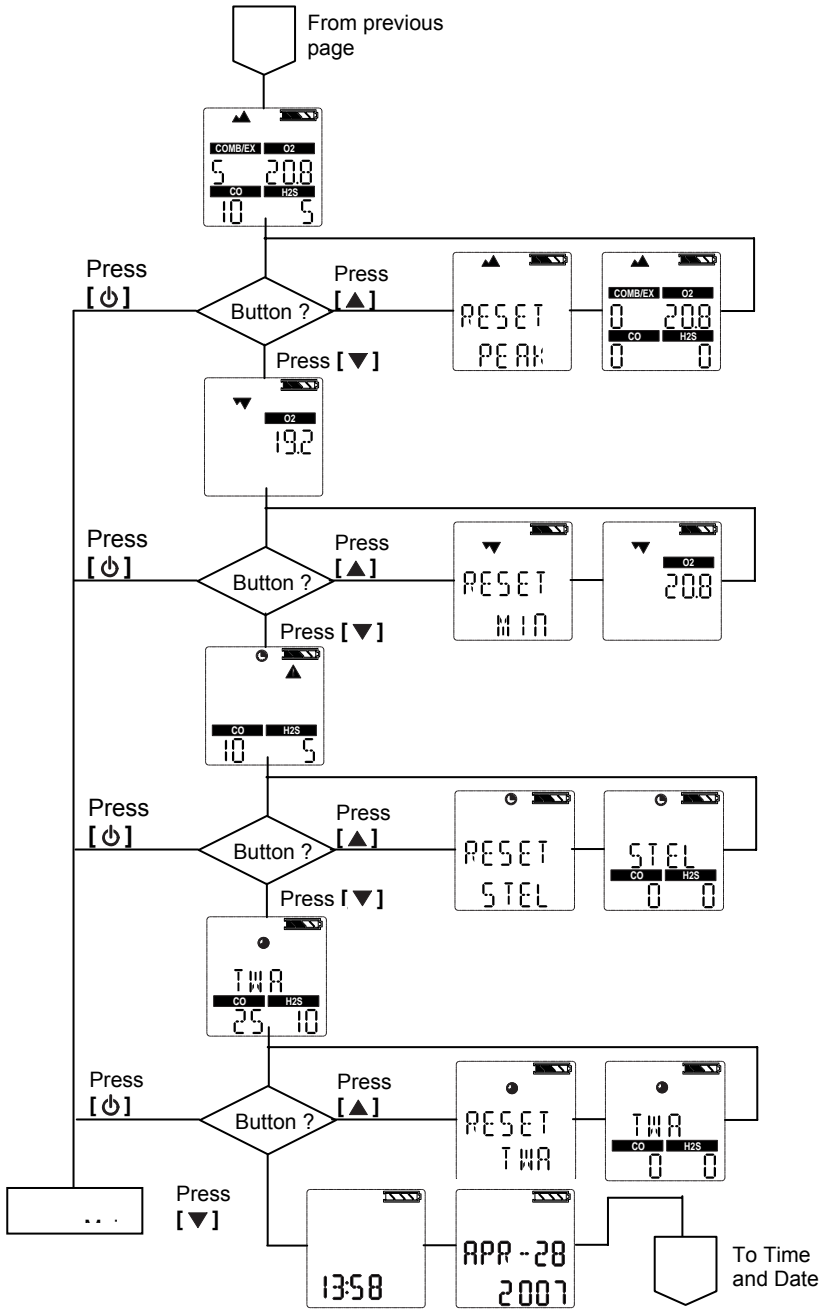 From previous
page
COMB/EX O2
5 20.8
CO H2S
10 5
Press
[⏻]
Button ?
Press
[▲]
RESET
PEAK
COMB/EX O2
0 20.8
CO H2S
0 0
Press [▼]
O2
19.2
Press
[⏻]
Button ?
Press
[▲]
RESET
MIN
O2
20.8
Press [▼]
CO H2S
10 5
Press
[⏻]
Button ?
Press
[▲]
RESET
STEL
STEL
CO H2S
0 0
Press [▼]
TWA
CO H2S
25 10
Press
[⏻]
Button ?
Press
[▲]
RESET
TWA
TWA
CO H2S
0 0
Press
[▼]
13:58
APR-28
2007
To Time
and Date